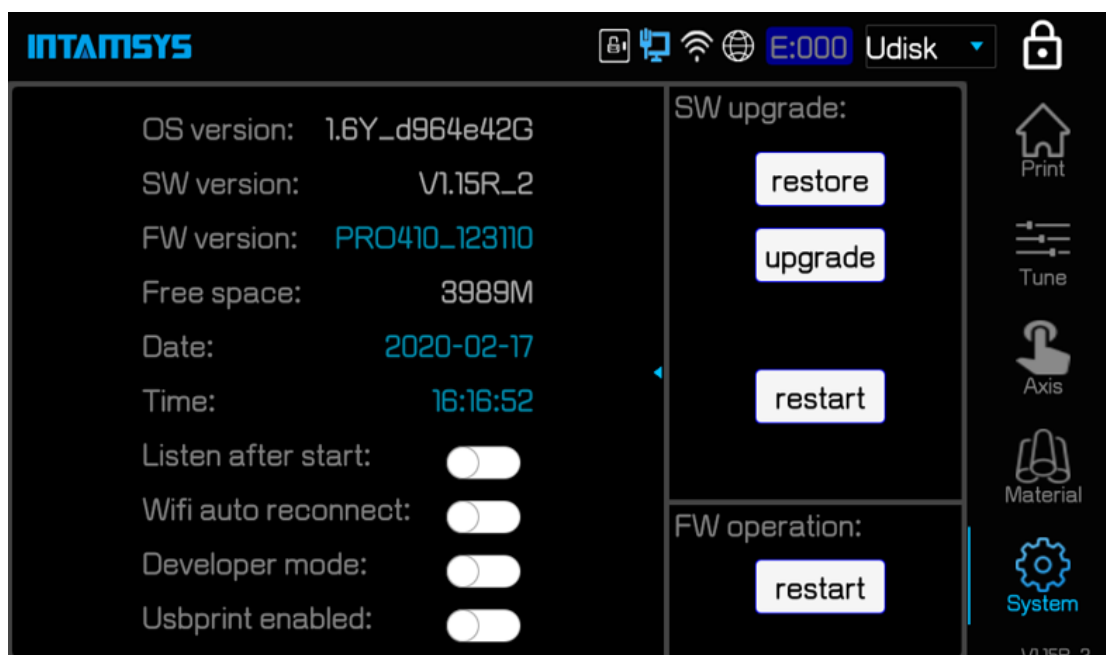 INTAMSYS
E:000 Udisk
OS version: 1.6Y_d964e42G
SW version: V1.15R_2
FW version: PRO410_123110
Free space: 3989M
Date: 2020-02-17
Time: 16:16:52
Listen after start:
Wifi auto reconnect:
Developer mode:
Usbprint enabled:
SW upgrade:
restore
upgrade
restart
FW operation:
restart
Print
Tune
Axis
Material
System
V1.15R_2